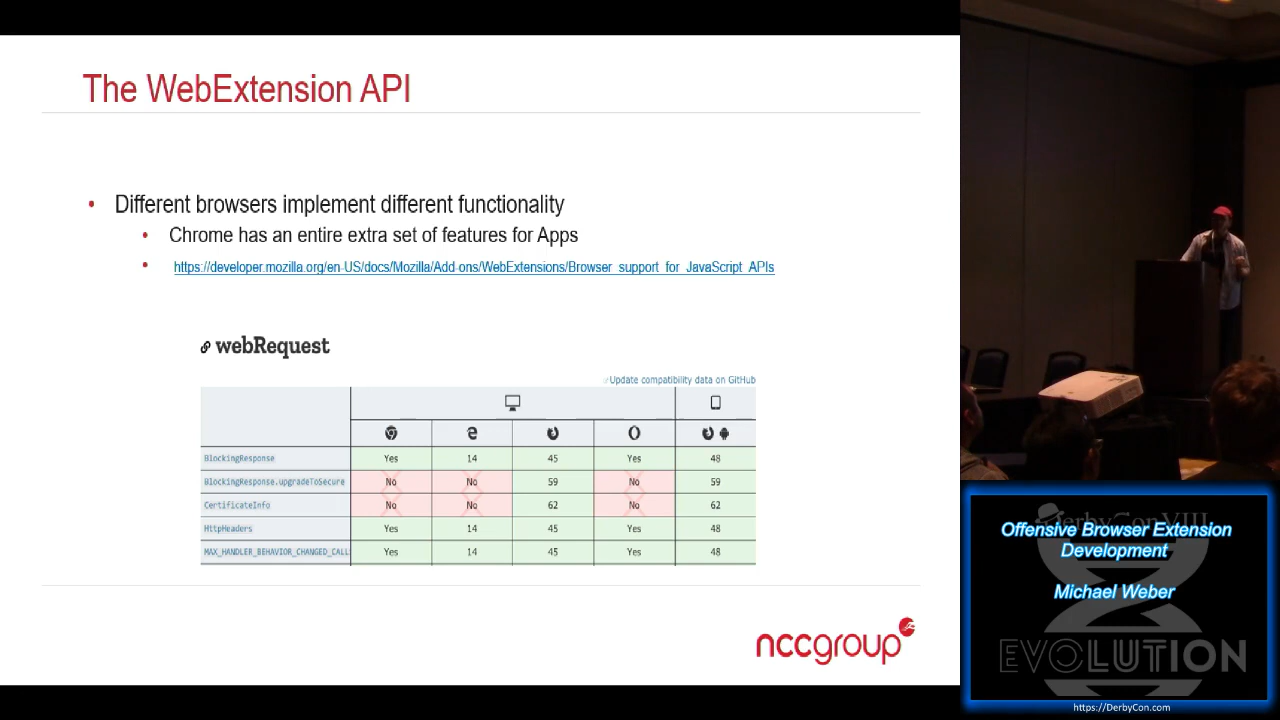 The WebExtension API
• Different browsers implement different functionality
• Chrome has an entire extra set of features for Apps
• https://developer.mozilla.org/en-US/docs/Mozilla/Add-ons/WebExtensions/Browser_support_for_JavaScript_APIs
webRequest
Update compatibility data on GitHub
BlockingResponse Yes 14 45 Yes 48
BlockingResponse.upgradeToSecure No No 59 No 59
CertificateInfo No No 62 No 62
HttpHeaders Yes 14 45 Yes 48
MAX_HANDLER_BEHAVIOR_CHANGED_CALL Yes 14 45 Yes 48
nccgroup
DerbyCon VIII
Offensive Browser Extension
Development
Michael Weber
EVOLUTION
https://DerbyCon.com